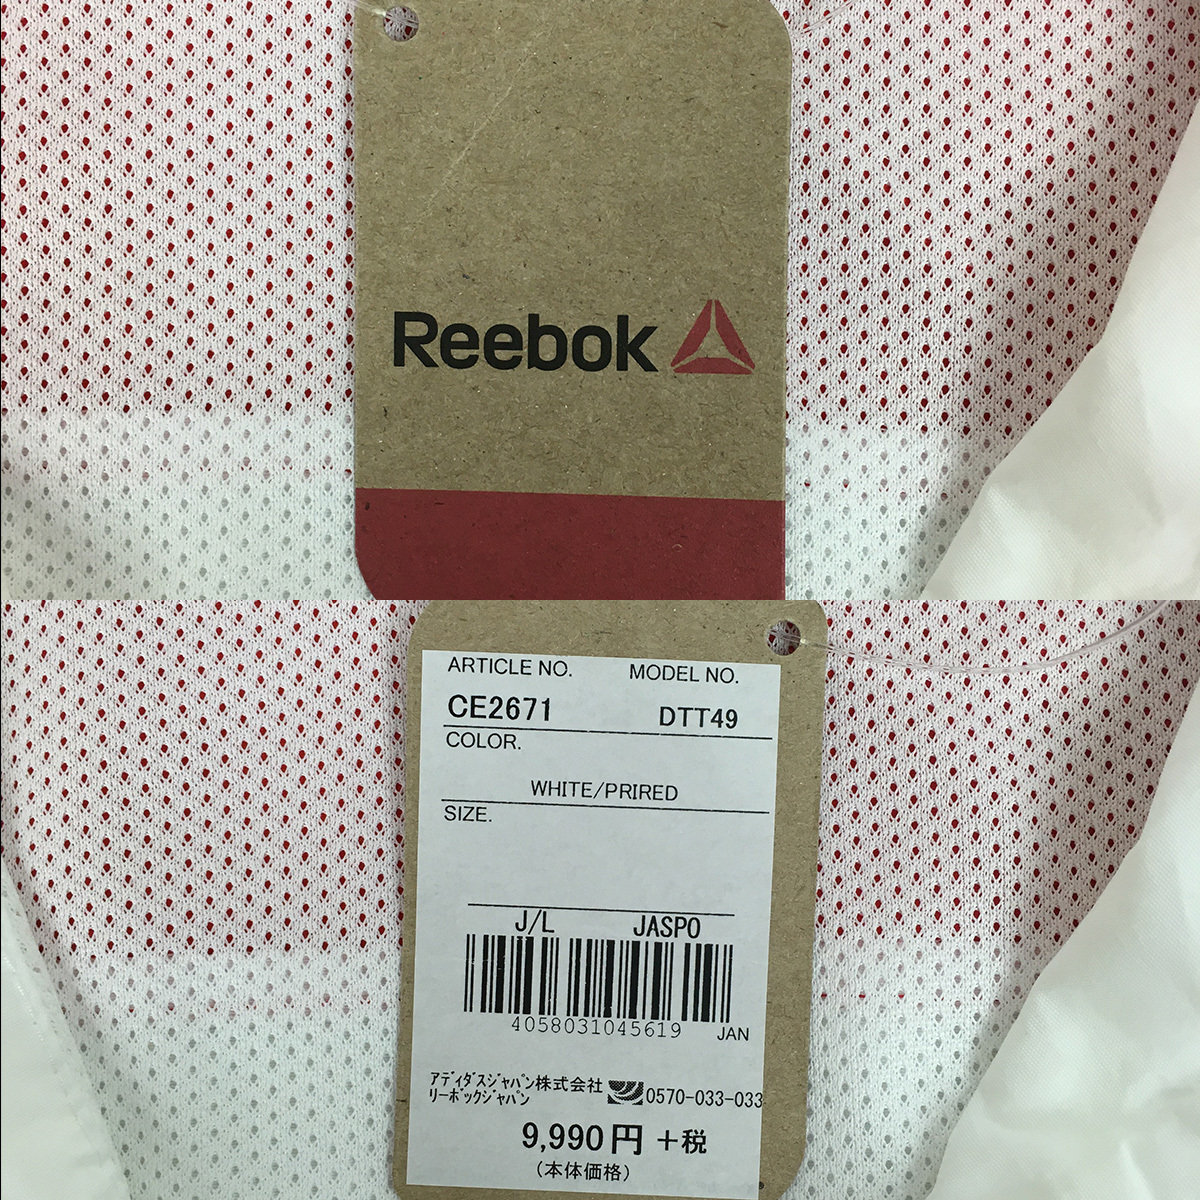 Reebok
ARTICLE NO. MODEL NO.
CE2671 DTT49
COLOR.
WHITE/PRIRED
SIZE.
J/L JASPO
4058031045619 JAN
アディダスジャパン株式会社
リーボックジャパン 0570-033-033
9,990円 +税
(本体価格)